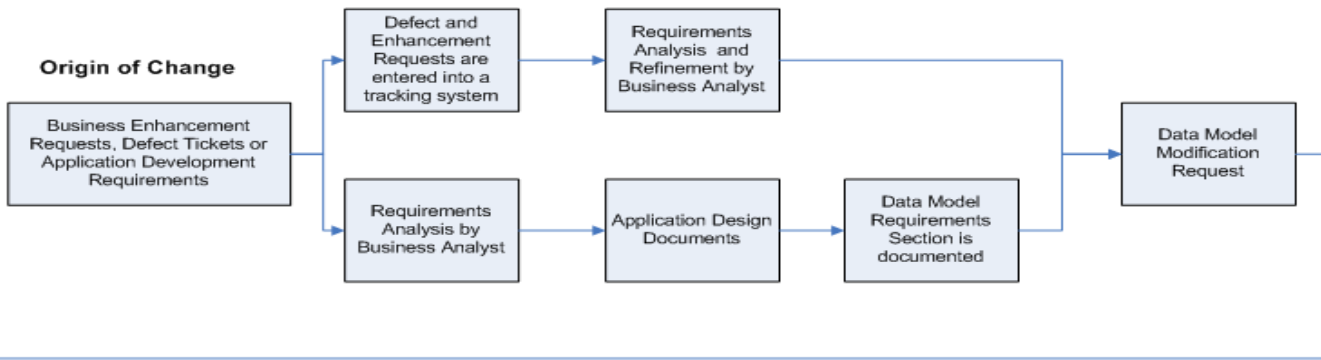 Origin of Change
Business Enhancement
Requests, Defect Tickets or
Application Development
Requirements
Defect and
Enhancement
Requests are
entered into a
tracking system
Requirements
Analysis and
Refinement by
Business Analyst
Requirements
Analysis by
Business Analyst
Application Design
Documents
Data Model
Requirements
Section is
documented
Data Model
Modification
Request